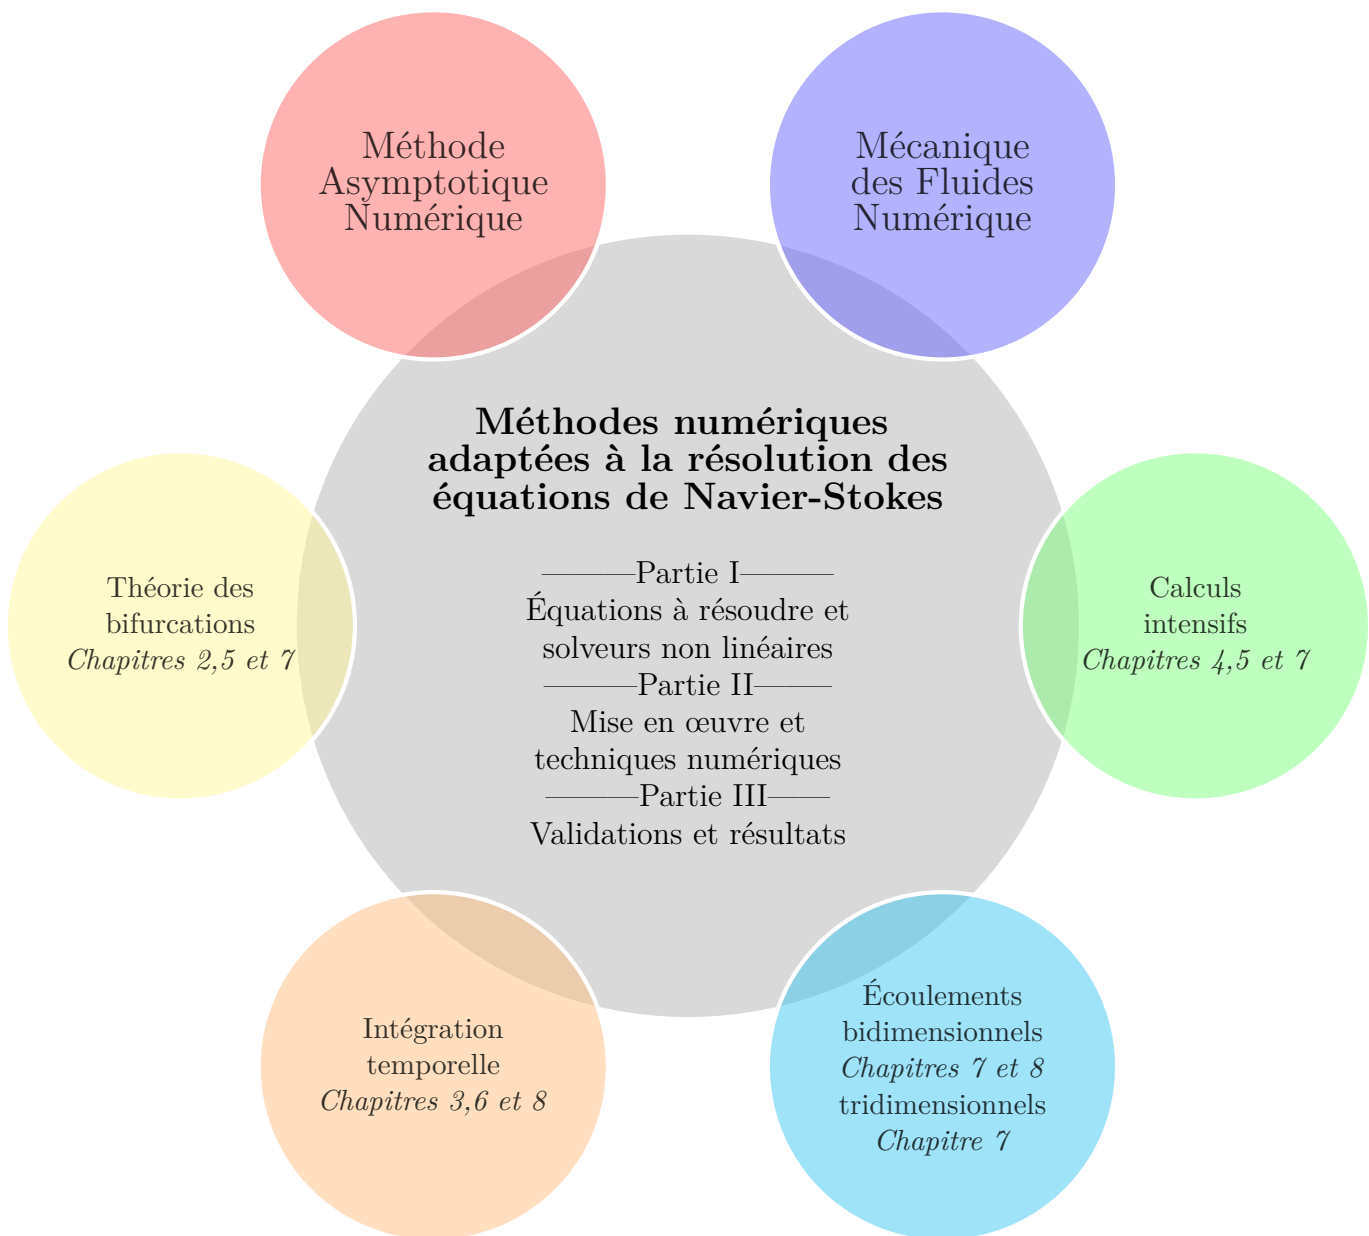 Méthode
Asymptotique
Numérique
Mécanique
des Fluides
Numérique
Méthodes numériques
adaptées à la résolution des
équations de Navier-Stokes
———Partie I———
Équations à résoudre et
solveurs non linéaires
———Partie II——–
Mise en œuvre et
techniques numériques
———Partie III——
Validations et résultats
Théorie des
bifurcations
Chapitres 2,5 et 7
Calculs
intensifs
Chapitres 4,5 et 7
Intégration
temporelle
Chapitres 3,6 et 8
Écoulements
bidimensionnels
Chapitres 7 et 8
tridimensionnels
Chapitre 7